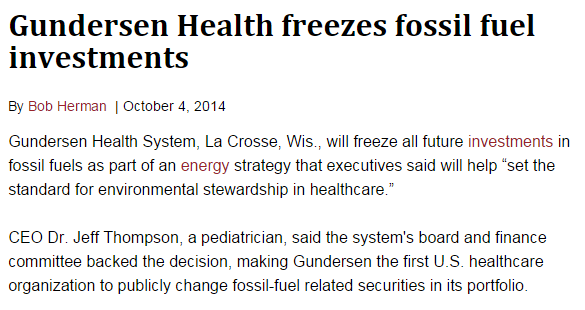 Gundersen Health freezes fossil fuel
investments
By Bob Herman | October 4, 2014
Gundersen Health System, La Crosse, Wis., will freeze all future investments in
fossil fuels as part of an energy strategy that executives said will help “set the
standard for environmental stewardship in healthcare.”
CEO Dr. Jeff Thompson, a pediatrician, said the system's board and finance
committee backed the decision, making Gundersen the first U.S. healthcare
organization to publicly change fossil-fuel related securities in its portfolio.